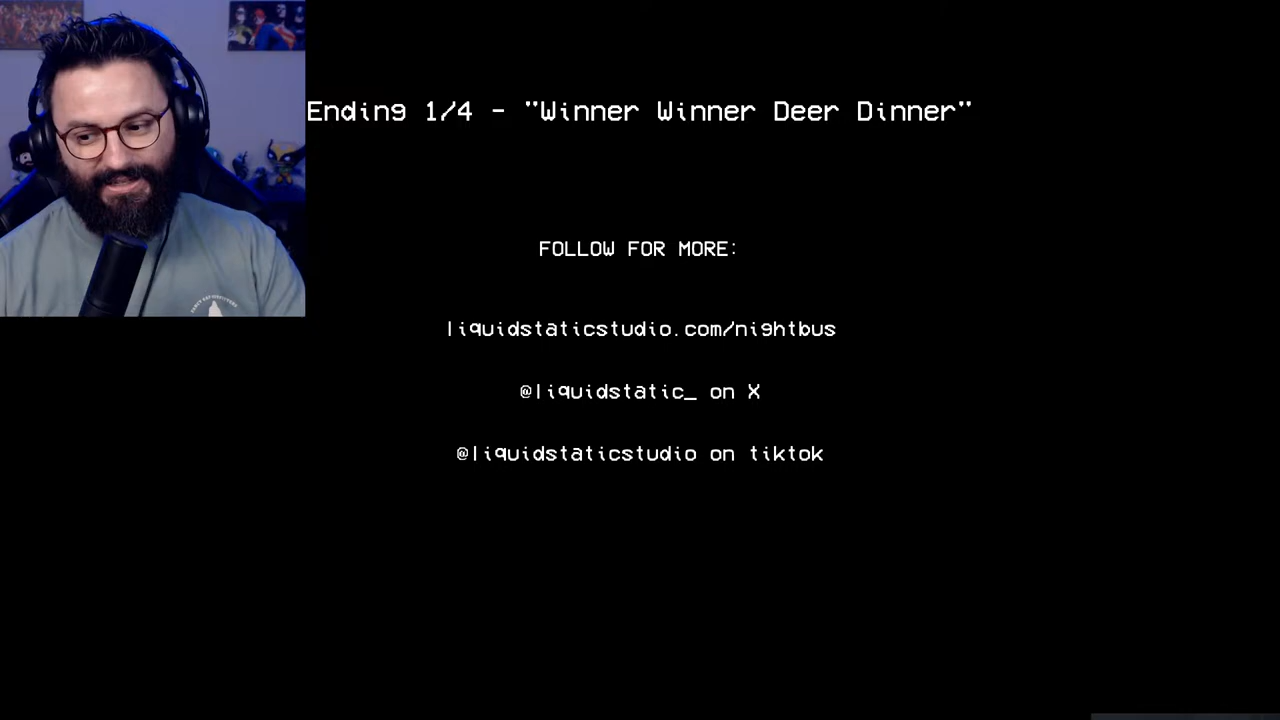 Ending 1/4 - "Winner Winner Deer Dinner"
FOLLOW FOR MORE:
liquidstaticstudio.com/nightbus
@liquidstatic_ on X
@liquidstaticstudio on tiktok